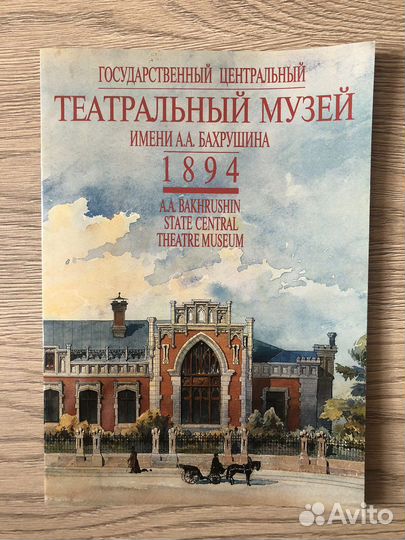 ГОСУДАРСТВЕННЫЙ ЦЕНТРАЛЬНЫЙ
ТЕАТРАЛЬНЫЙ МУЗЕЙ
ИМЕНИ А.А. БАХРУШИНА
1894
A.A. BAKHRUSHIN
STATE CENTRAL
THEATRE MUSEUM
Avito